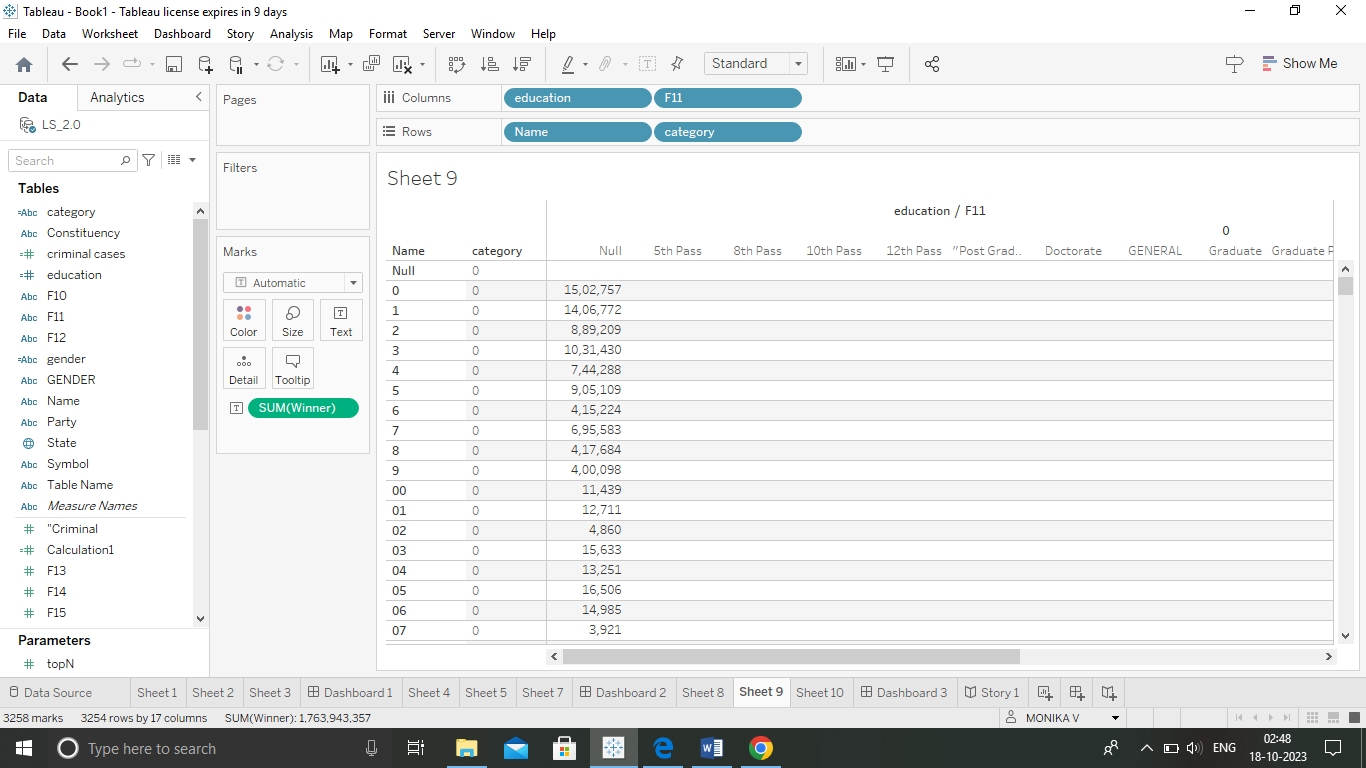 Tableau - Book1 - Tableau license expires in 9 days
File Data Worksheet Dashboard Story Analysis Map Format Server Window Help
Standard Show Me
Data Analytics
LS_2.0
Search
Tables
Abc category
Abc Constituency
criminal cases
education
Abc F10
Abc F11
Abc F12
Abc gender
Abc GENDER
Abc Name
Abc Party
State
Abc Symbol
Abc Table Name
Abc Measure Names
"Criminal
Calculation1
F13
F14
F15
Parameters
topN
Pages
Filters
Marks
Automatic
Color Size Text
Detail Tooltip
SUM(Winner)
Columns education F11
Rows Name category
Sheet 9
education / F11
0
Name category Null 5th Pass 8th Pass 10th Pass 12th Pass "Post Grad.. Doctorate GENERAL Graduate Graduate P
Null 0
0 0 15,02,757
1 0 14,06,772
2 0 8,89,209
3 0 10,31,430
4 0 7,44,288
5 0 9,05,109
6 0 4,15,224
7 0 6,95,583
8 0 4,17,684
9 0 4,00,098
00 0 11,439
01 0 12,711
02 0 4,860
03 0 15,633
04 0 13,251
05 0 16,506
06 0 14,985
07 0 3,921
Data Source Sheet 1 Sheet 2 Sheet 3 Dashboard 1 Sheet 4 Sheet 5 Sheet 7 Dashboard 2 Sheet 8 Sheet 9 Sheet 10 Dashboard 3 Story 1
3258 marks 3254 rows by 17 columns SUM(Winner): 1,763,943,357 MONIKA V
Type here to search ENG 02:48
18-10-2023